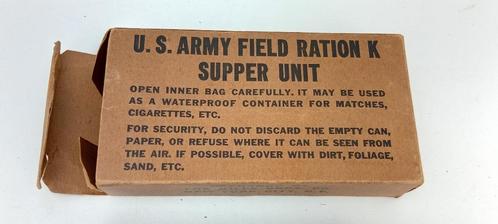 U. S. ARMY FIELD RATION K
SUPPER UNIT
OPEN INNER BAG CAREFULLY. IT MAY BE USED
AS A WATERPROOF CONTAINER FOR MATCHES,
CIGARETTES, ETC.
FOR SECURITY, DO NOT DISCARD THE EMPTY CAN,
PAPER, OR REFUSE WHERE IT CAN BE SEEN FROM
THE AIR. IF POSSIBLE, COVER WITH DIRT, FOLIAGE,
SAND, ETC.